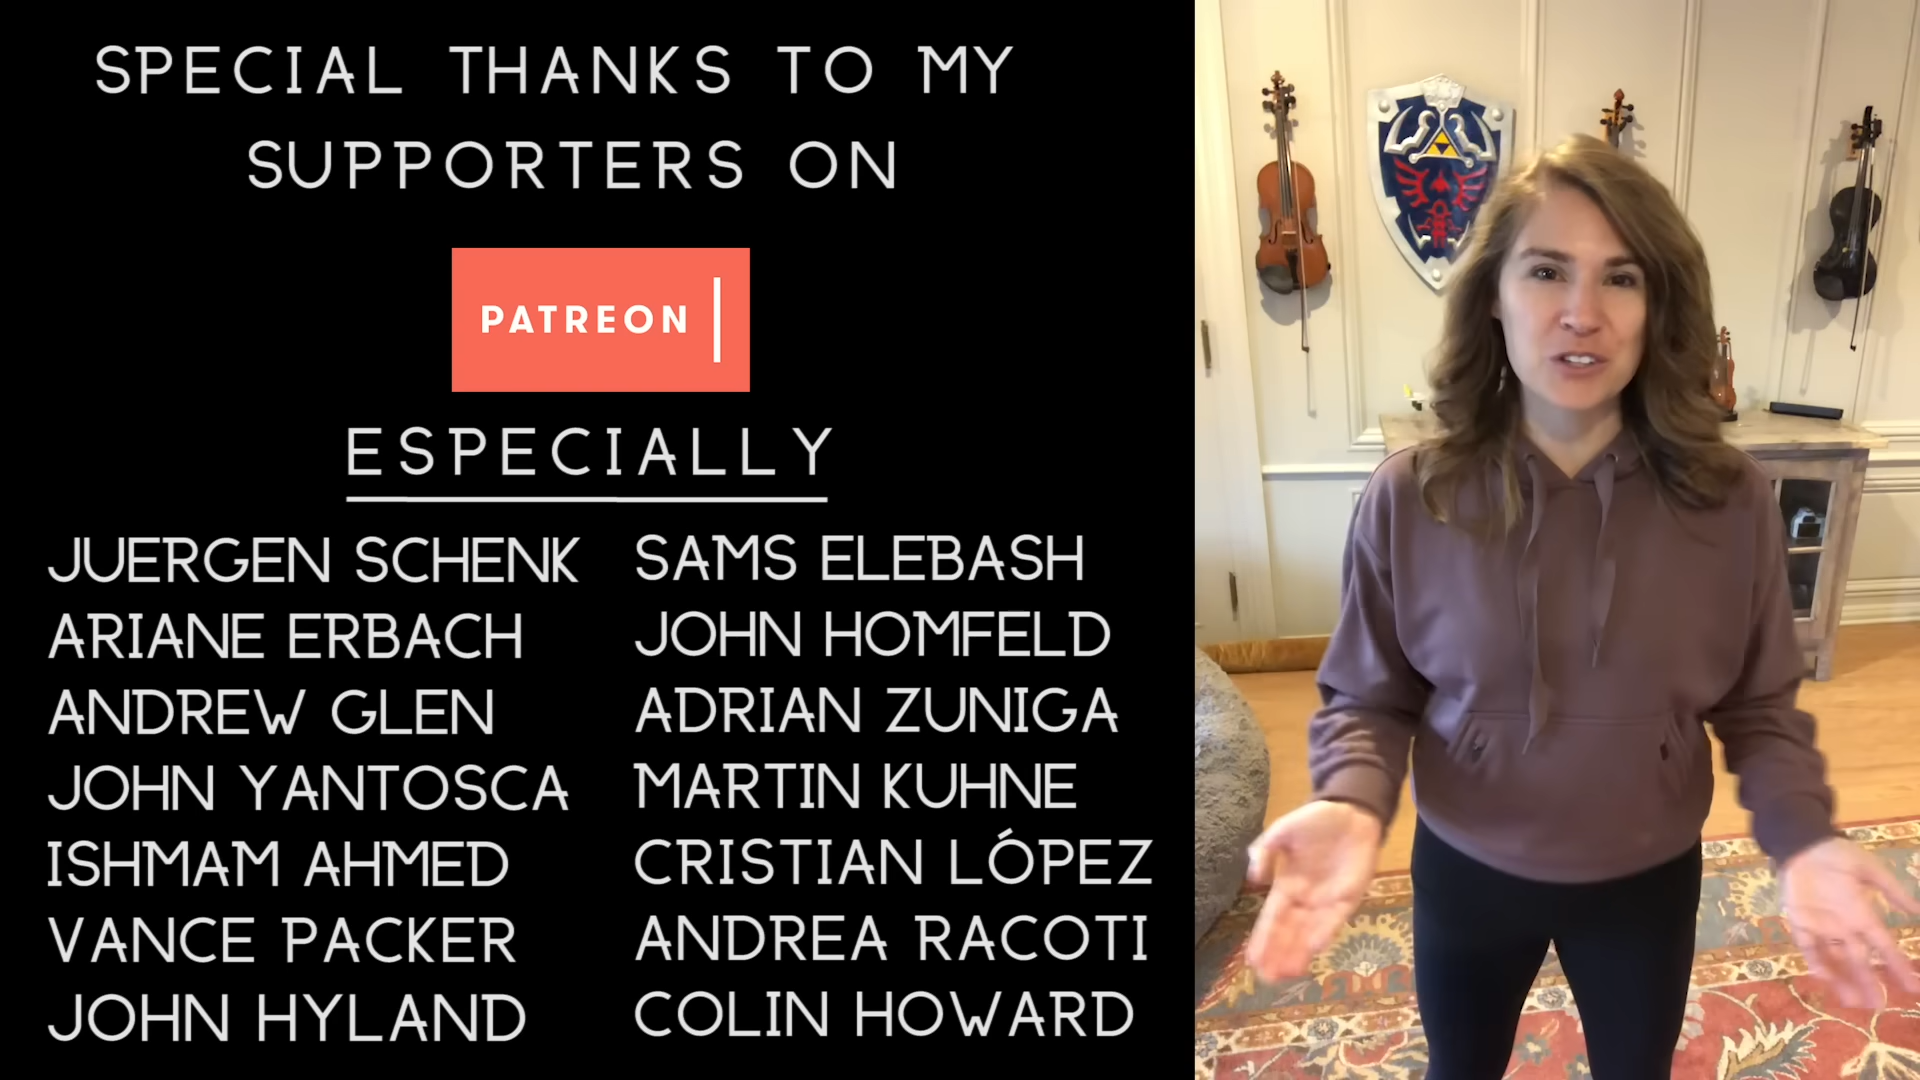 SPECIAL THANKS TO MY
SUPPORTERS ON
PATREON
ESPECIALLY
JUERGEN SCHENK
ARIANE ERBACH
ANDREW GLEN
JOHN YANTOSCA
ISHMAM AHMED
VANCE PACKER
JOHN HYLAND
SAMS ELEBASH
JOHN HOMFELD
ADRIAN ZUNIGA
MARTIN KUHNE
CRISTIAN LÓPEZ
ANDREA RACOTI
COLIN HOWARD